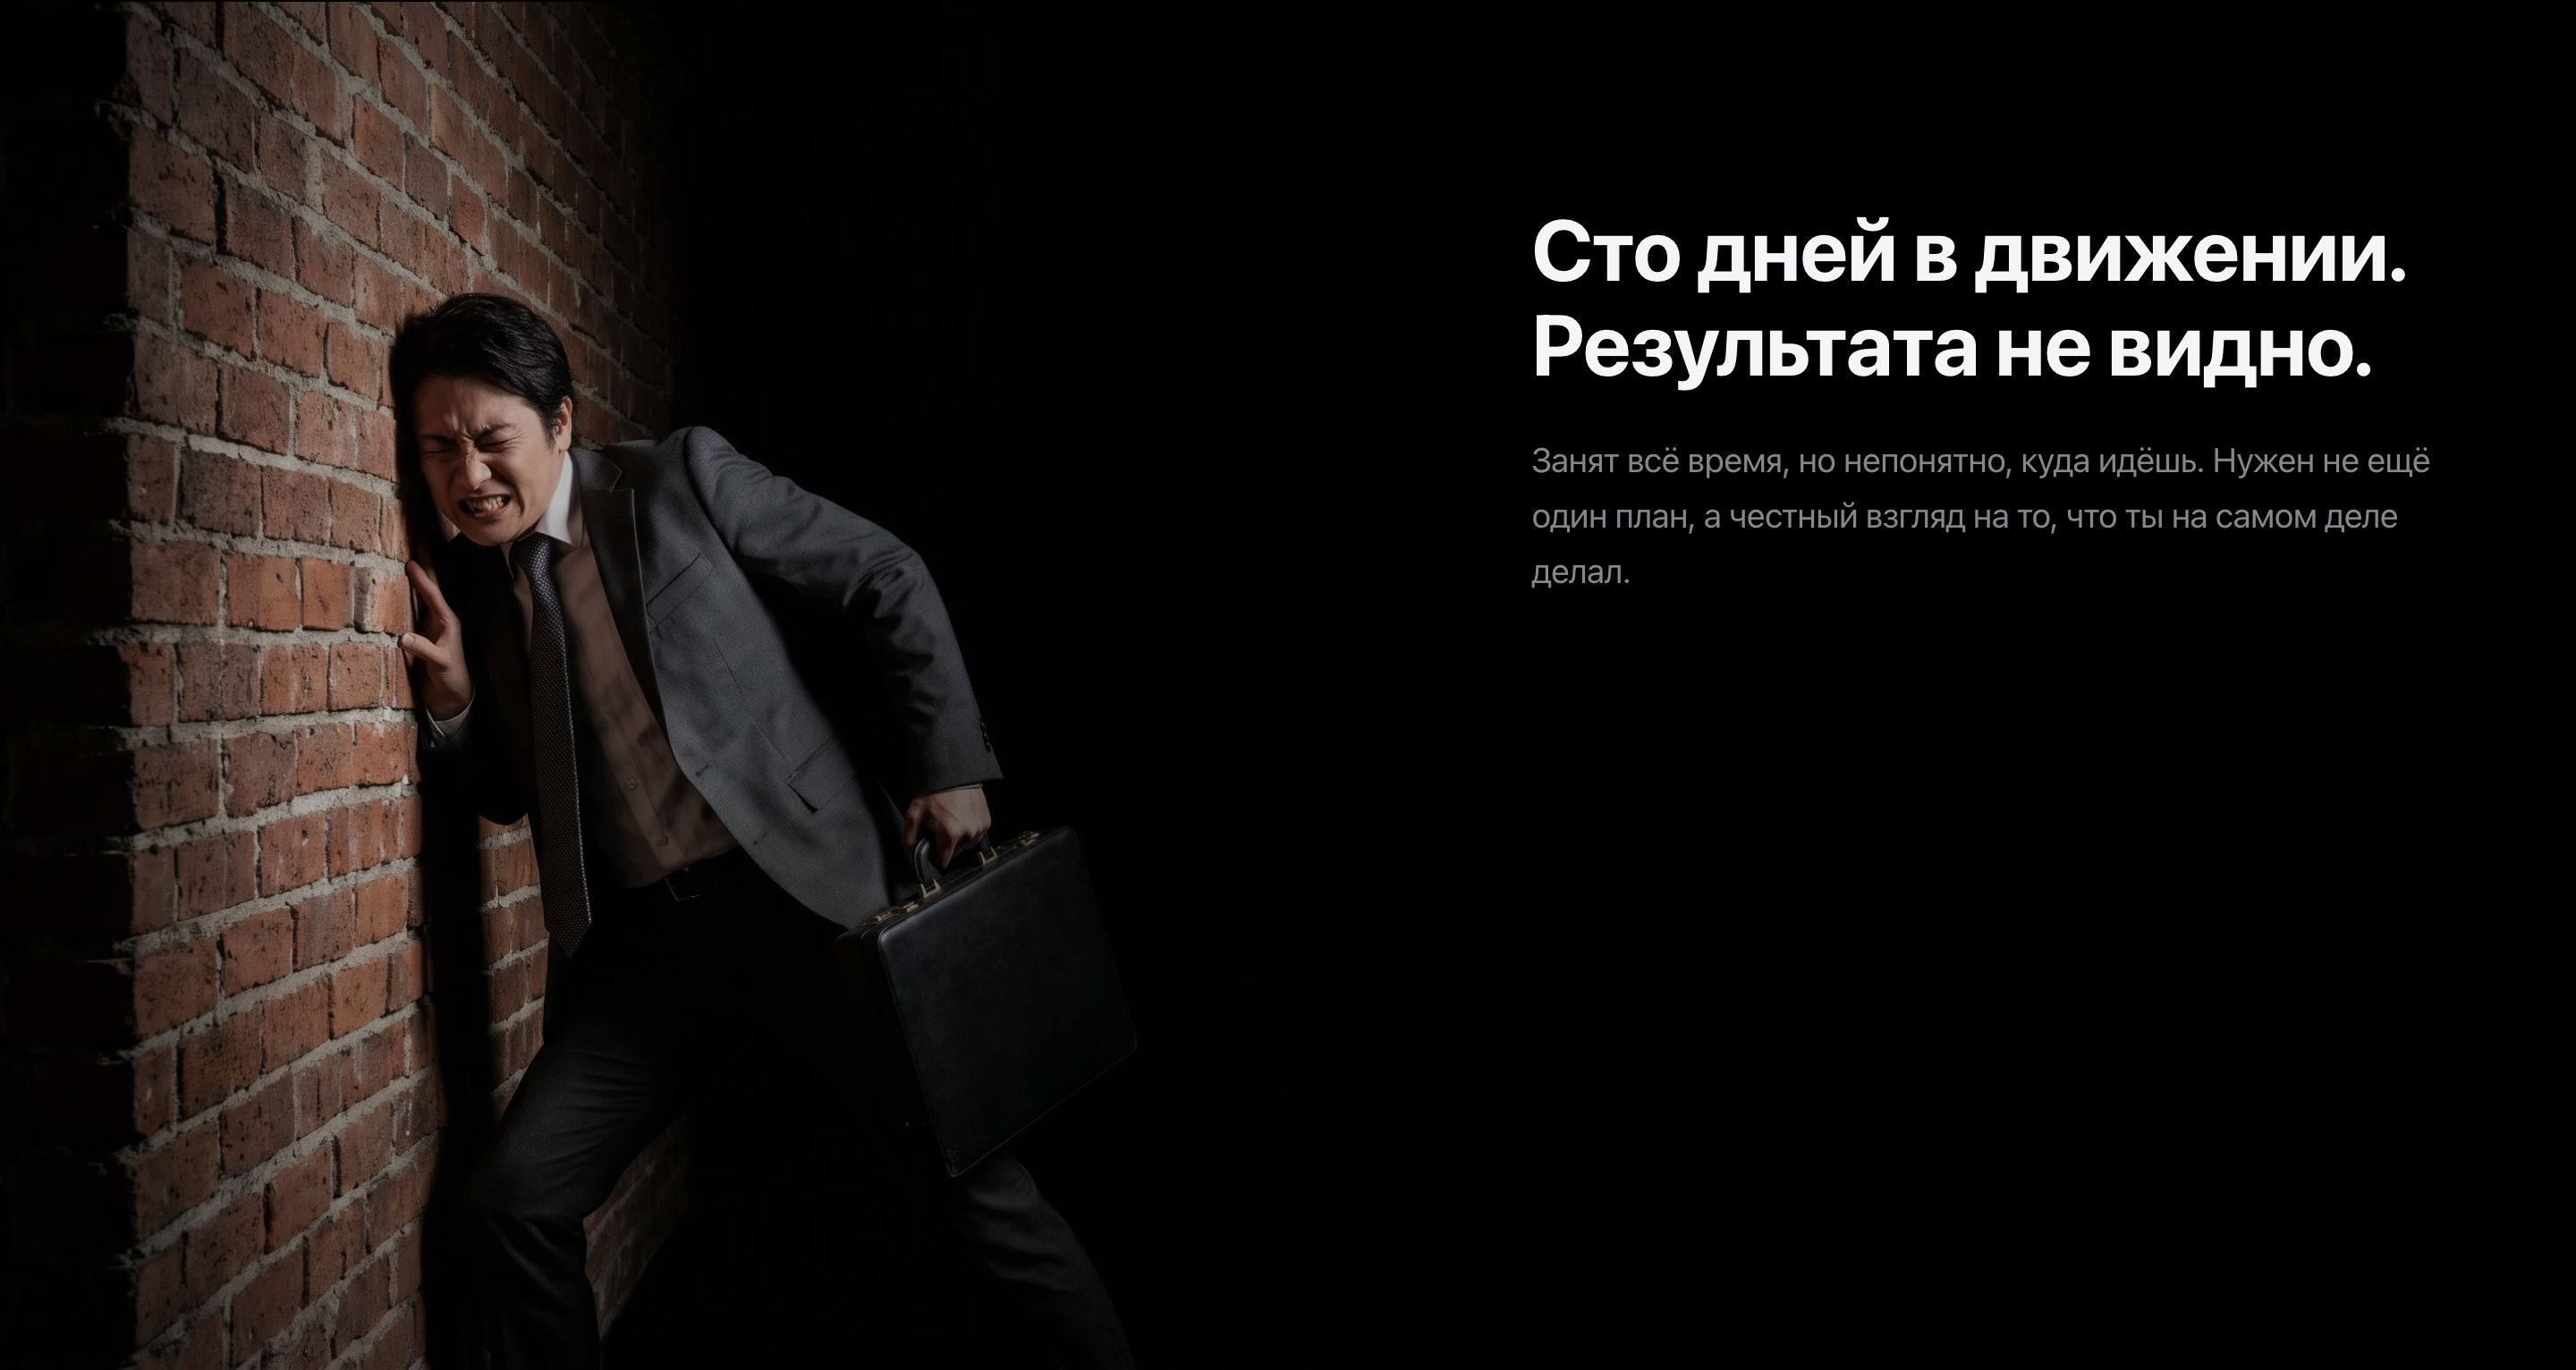 Сто дней в движении.
Результата не видно.
Занят всё время, но непонятно, куда идёшь. Нужен не ещё
один план, а честный взгляд на то, что ты на самом деле
делал.